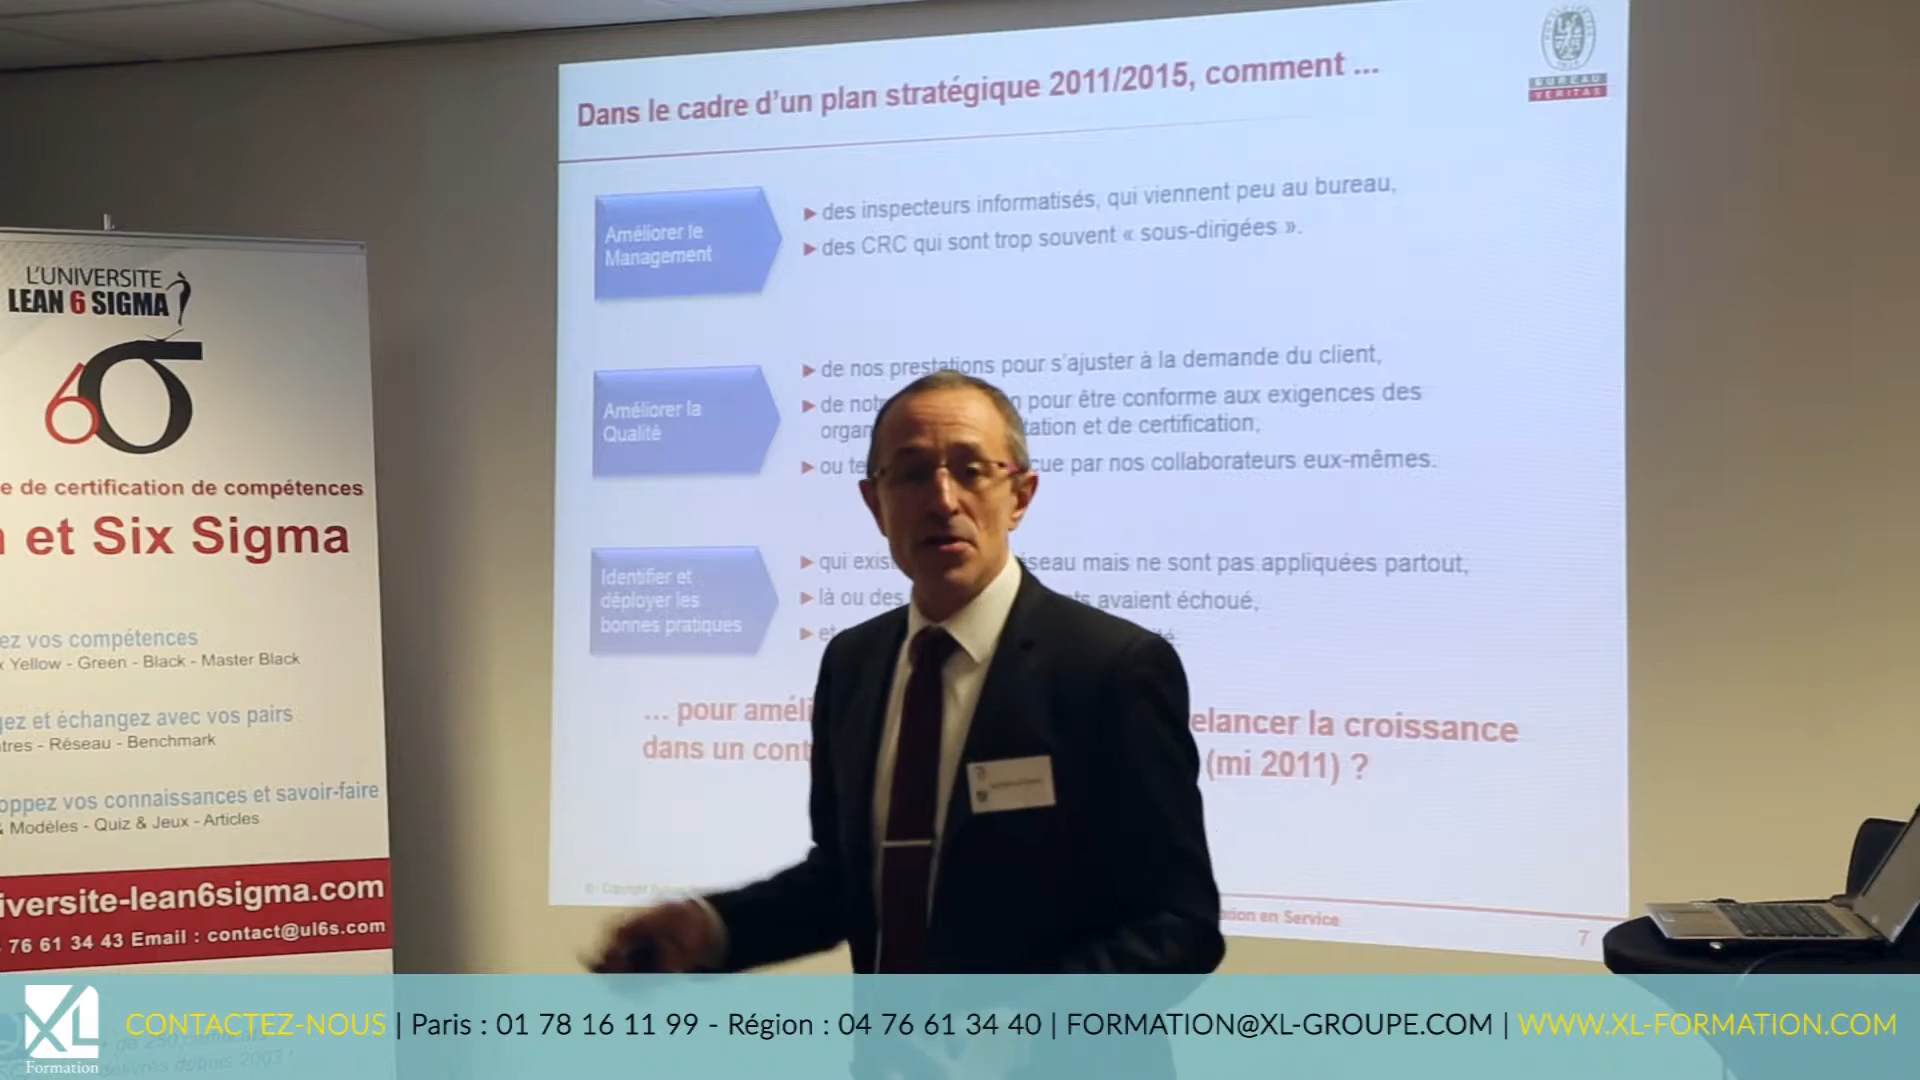 Dans le cadre d'un plan stratégique 2011/2015, comment ...
BUREAU
VERITAS
Améliorer le
Management
▶ des inspecteurs informatisés, qui viennent peu au bureau,
▶ des CRC qui sont trop souvent « sous-dirigées ».
Améliorer la
Qualité
▶ de nos prestations pour s'ajuster à la demande du client,
▶ de pour être conforme aux exigences des
et de certification,
▶ ou par nos collaborateurs eux-mêmes.
Identifier et
déployer les
bonnes pratiques
▶ qui mais ne sont pas appliquées partout,
▶ là ou des avaient échoué,
▶ et
... pour relancer la croissance
dans un (mi 2011) ?
© - Copyright
en Service
7
L'UNIVERSITE
LEAN 6 SIGMA
6σ
e de certification de compétences
et Six Sigma
ez vos compétences
Yellow - Green - Black - Master Black
gez et échangez avec vos pairs
tres - Réseau - Benchmark
oppez vos connaissances et savoir-faire
& Modèles - Quiz & Jeux - Articles
iversite-lean6sigma.com
76 61 34 43 Email : contact@ul6s.com
XL
Formation
CONTACTEZ-NOUS | Paris : 01 78 16 11 99 - Région : 04 76 61 34 40 | FORMATION@XL-GROUPE.COM | WWW.XL-FORMATION.COM